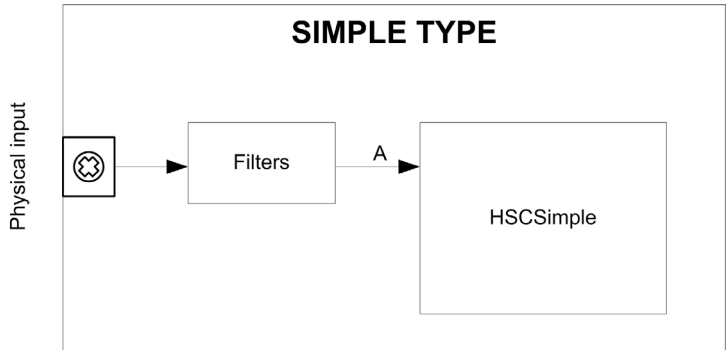 SIMPLE TYPE
Physical input
Filters
A
HSCSimple